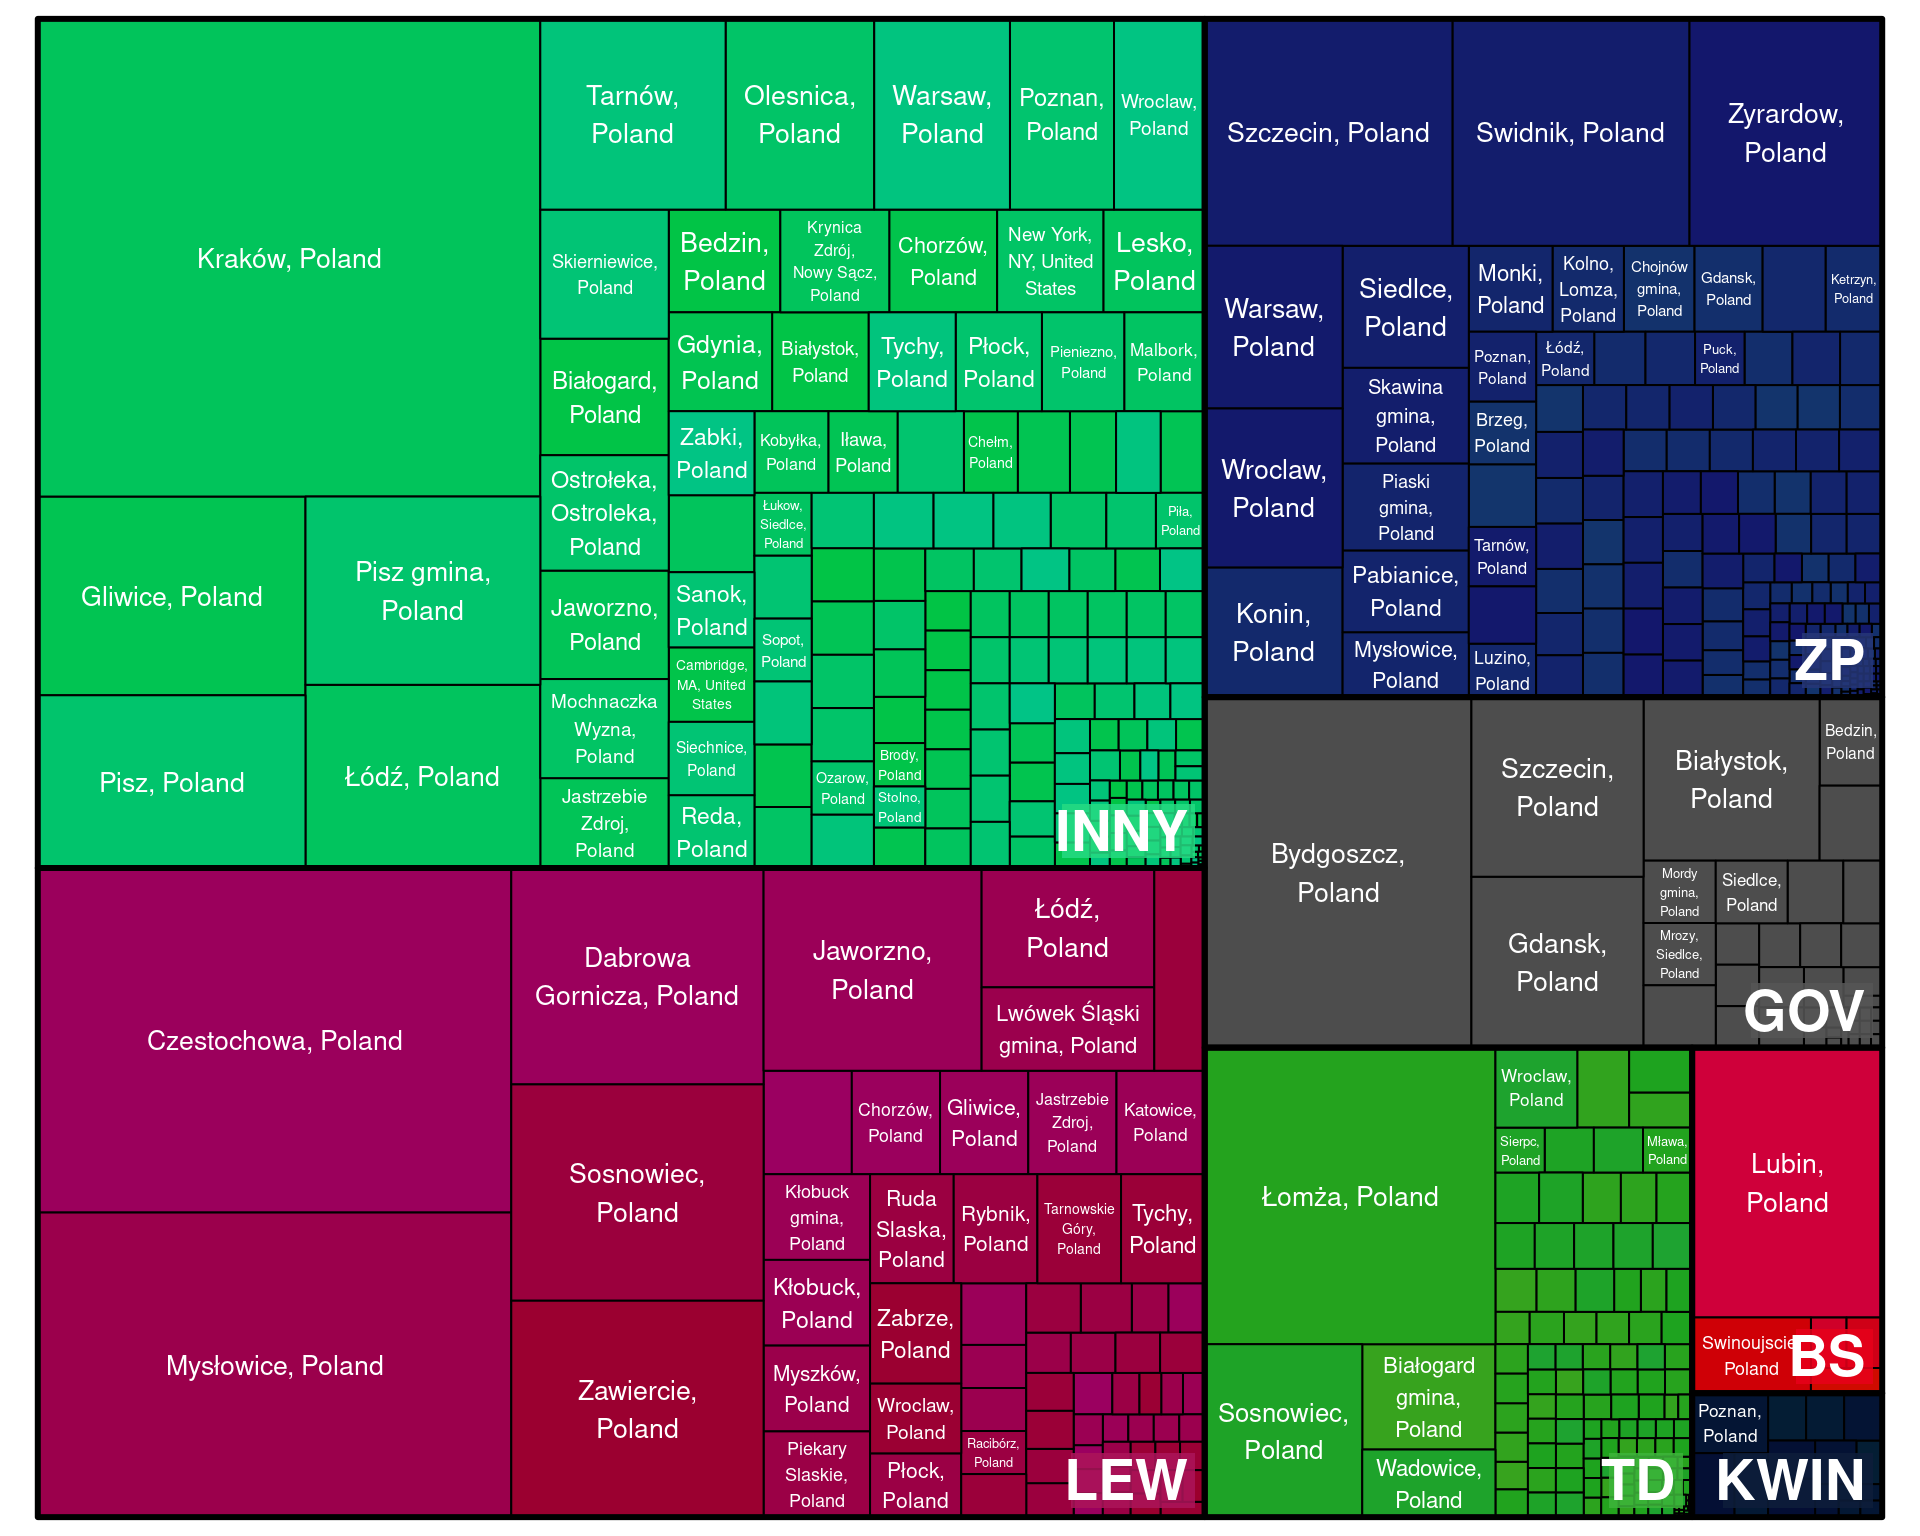 Kraków, Poland
Gliwice, Poland
Pisz gmina,
Poland
Pisz, Poland
Łódź, Poland
Tarnów,
Poland
Olesnica,
Poland
Warsaw,
Poland
Poznan,
Poland
Wroclaw,
Poland
Skierniewice,
Poland
Białogard,
Poland
Ostrołeka,
Ostroleka,
Poland
Jaworzno,
Poland
Mochnaczka
Wyzna,
Poland
Jastrzebie
Zdroj,
Poland
Bedzin,
Poland
Krynica
Zdrój,
Nowy Sącz,
Poland
Chorzów,
Poland
New York,
NY, United
States
Lesko,
Poland
Gdynia,
Poland
Białystok,
Poland
Tychy,
Poland
Płock,
Poland
Pieniezno,
Poland
Malbork,
Poland
Zabki,
Poland
Kobyłka,
Poland
Iława,
Poland
Chełm,
Poland
Sanok,
Poland
Cambridge,
MA, United
States
Siechnice,
Poland
Reda,
Poland
Łukow,
Siedlce,
Poland
Piła,
Poland
Sopot,
Poland
Ozarow,
Poland
Brody,
Poland
Stolno,
Poland
INNY
Szczecin, Poland
Swidnik, Poland
Zyrardow,
Poland
Warsaw,
Poland
Wroclaw,
Poland
Konin,
Poland
Siedlce,
Poland
Skawina
gmina,
Poland
Piaski
gmina,
Poland
Pabianice,
Poland
Mysłowice,
Poland
Monki,
Poland
Kolno,
Lomza,
Poland
Chojnów
gmina,
Poland
Gdansk,
Poland
Ketrzyn,
Poland
Poznan,
Poland
Łódź,
Poland
Puck,
Poland
Brzeg,
Poland
Tarnów,
Poland
Luzino,
Poland
ZP
Bydgoszcz,
Poland
Szczecin,
Poland
Gdansk,
Poland
Białystok,
Poland
Bedzin,
Poland
Mordy
gmina,
Poland
Siedlce,
Poland
Mrozy,
Siedlce,
Poland
GOV
Czestochowa, Poland
Mysłowice, Poland
Dabrowa
Gornicza, Poland
Sosnowiec,
Poland
Zawiercie,
Poland
Jaworzno,
Poland
Łódź,
Poland
Lwówek Śląski
gmina, Poland
Chorzów,
Poland
Gliwice,
Poland
Jastrzebie
Zdroj,
Poland
Katowice,
Poland
Kłobuck
gmina,
Poland
Kłobuck,
Poland
Myszków,
Poland
Piekary
Slaskie,
Poland
Ruda
Slaska,
Poland
Rybnik,
Poland
Tarnowskie
Góry,
Poland
Tychy,
Poland
Zabrze,
Poland
Wroclaw,
Poland
Płock,
Poland
Racibórz,
Poland
LEW
Łomża, Poland
Sosnowiec,
Poland
Białogard
gmina,
Poland
Wadowice,
Poland
Wroclaw,
Poland
Sierpc,
Poland
Mława,
Poland
TD
Lubin,
Poland
Swinoujscie
Poland
BS
Poznan,
Poland
KWIN